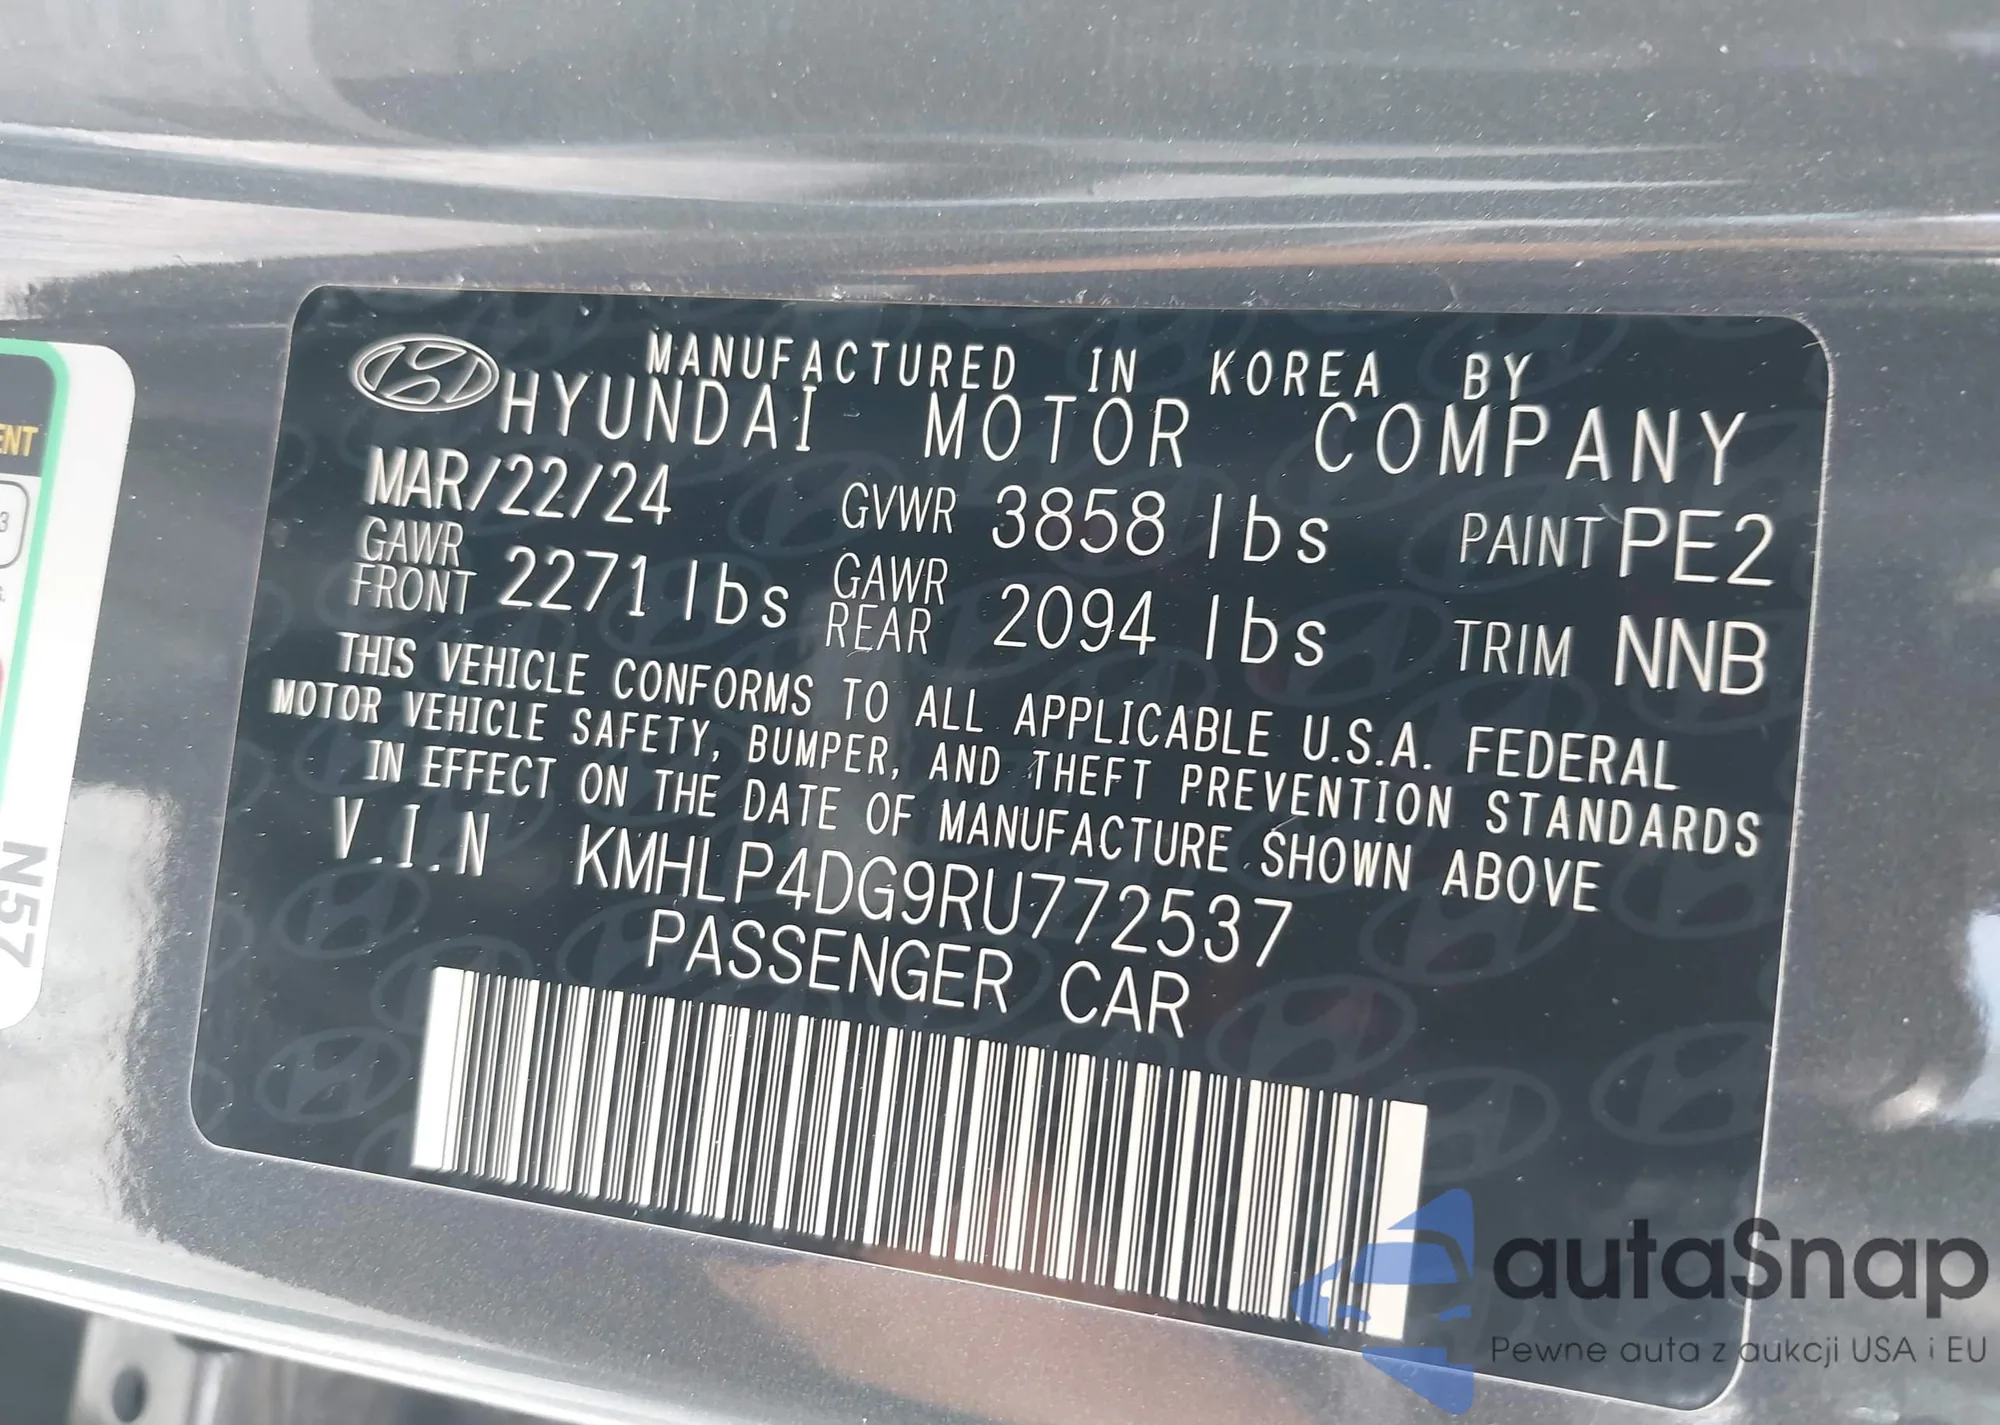 MANUFACTURED IN KOREA BY
HYUNDAI MOTOR COMPANY
MAR/22/24 GVWR 3858 lbs PAINT PE2
GAWR FRONT 2271 lbs GAWR REAR 2094 lbs TRIM NNB
THIS VEHICLE CONFORMS TO ALL APPLICABLE U.S.A. FEDERAL
MOTOR VEHICLE SAFETY, BUMPER, AND THEFT PREVENTION STANDARDS
IN EFFECT ON THE DATE OF MANUFACTURE SHOWN ABOVE
V.I.N KMHLP4DG9RU772537
PASSENGER CAR
ENT
3
N57
autaSnap
Pewne auta z aukcji USA i EU